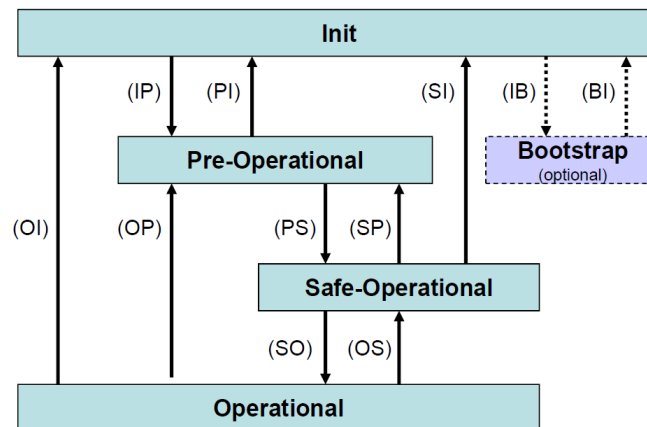 Init
(IP)
(PI)
(SI)
(IB)
(BI)
Pre-Operational
Bootstrap
(optional)
(OI)
(OP)
(PS)
(SP)
Safe-Operational
(SO)
(OS)
Operational